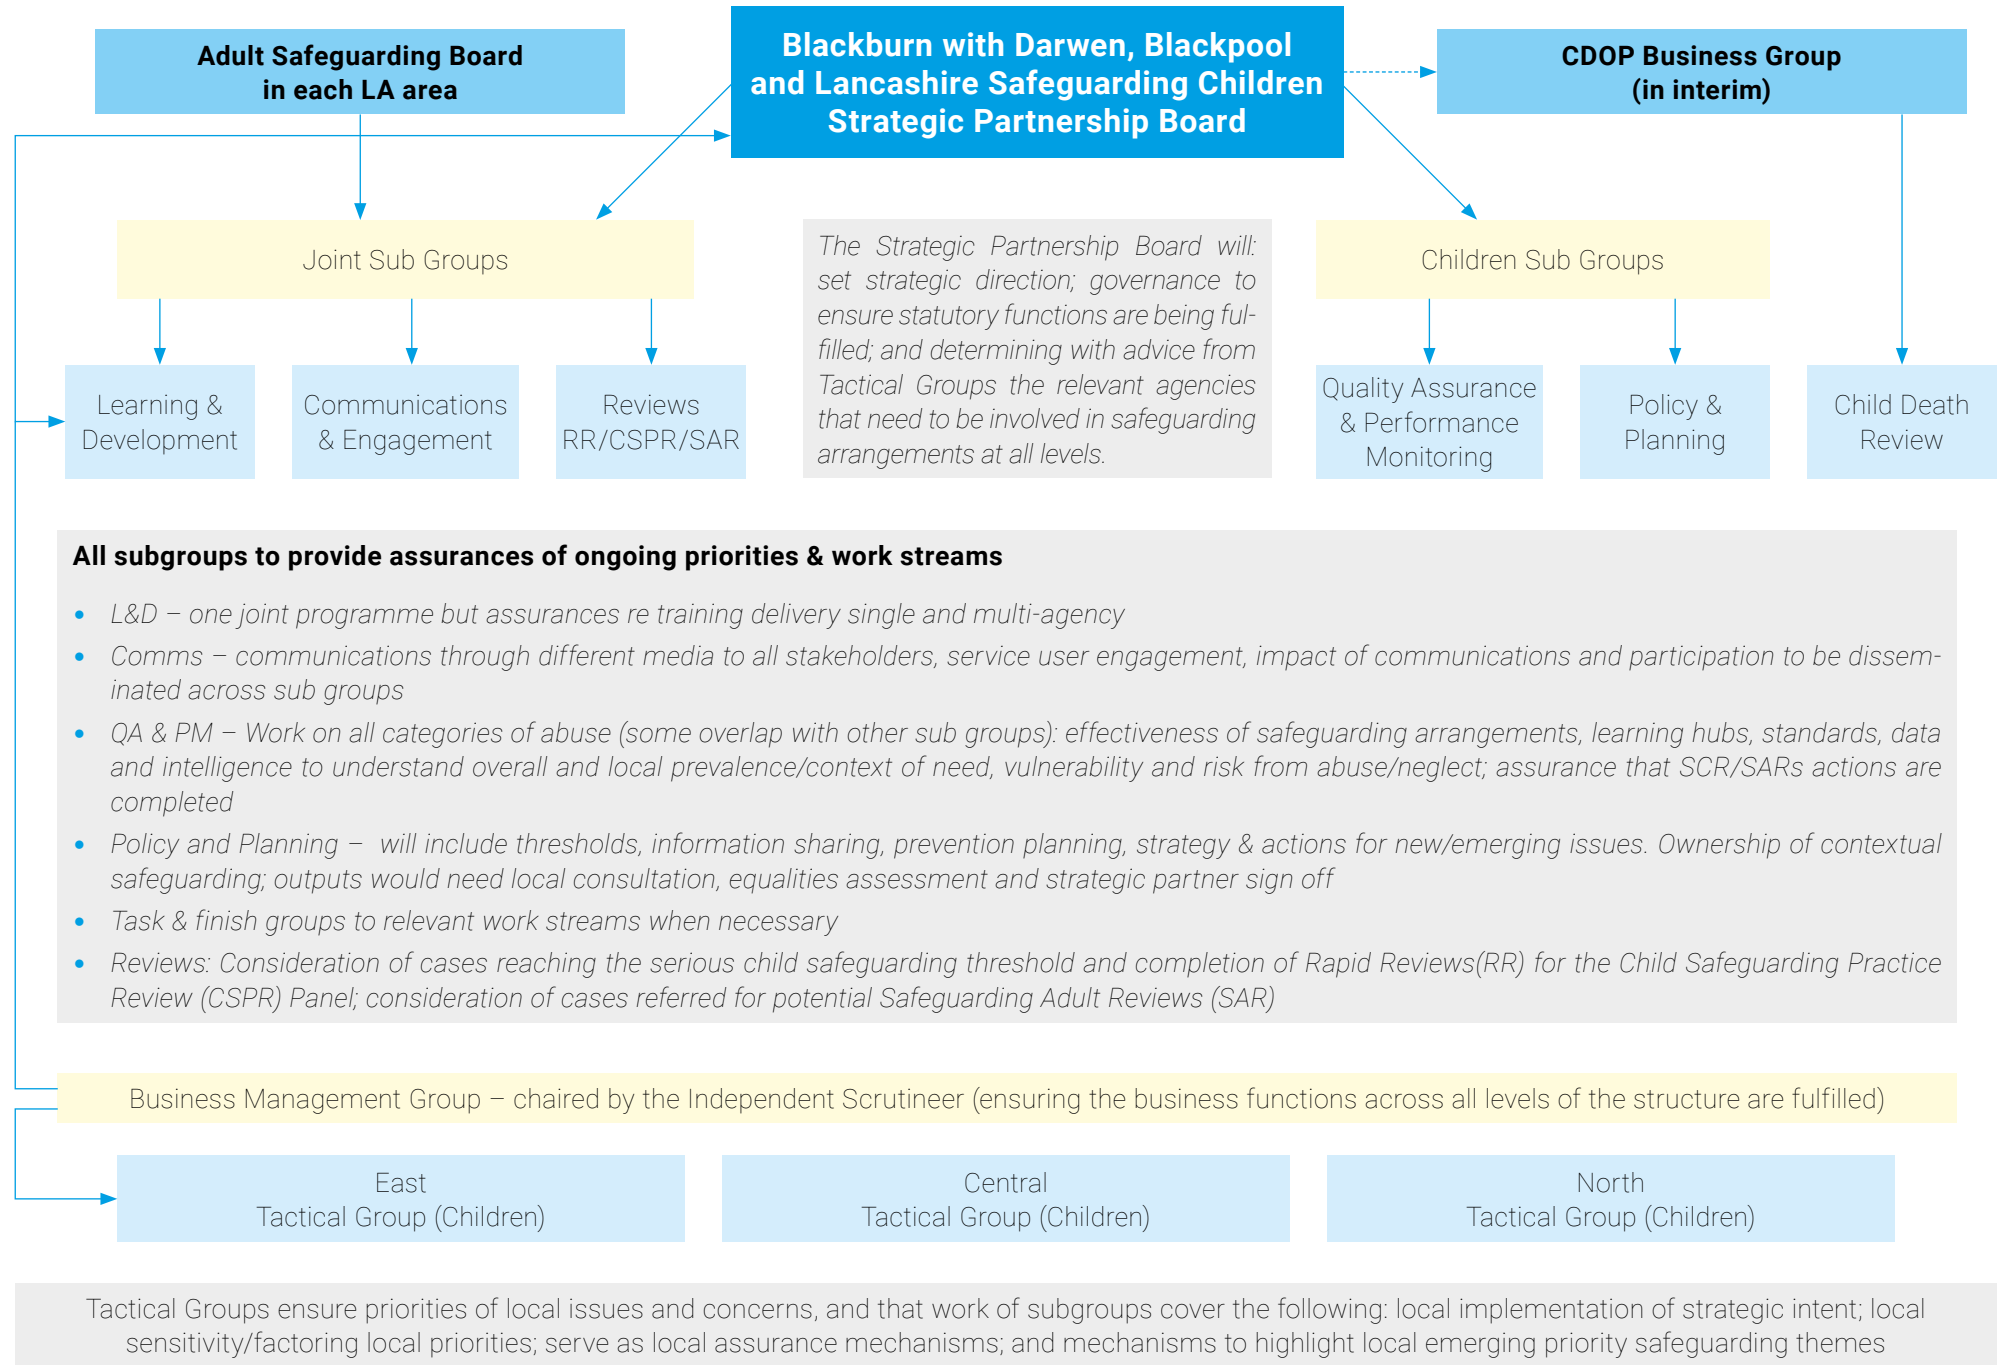 Adult Safeguarding Board
in each LA area
Blackburn with Darwen, Blackpool
and Lancashire Safeguarding Children
Strategic Partnership Board
CDOP Business Group
(in interim)
Joint Sub Groups
The Strategic Partnership Board will:
set strategic direction; governance to
ensure statutory functions are being ful-
filled; and determining with advice from
Tactical Groups the relevant agencies
that need to be involved in safeguarding
arrangements at all levels.
Children Sub Groups
Learning &
Development
Communications
& Engagement
Reviews
RR/CSPR/SAR
Quality Assurance
& Performance
Monitoring
Policy &
Planning
Child Death
Review
All subgroups to provide assurances of ongoing priorities & work streams
• L&D – one joint programme but assurances re training delivery single and multi-agency
• Comms – communications through different media to all stakeholders, service user engagement, impact of communications and participation to be dissem-
inated across sub groups
• QA & PM – Work on all categories of abuse (some overlap with other sub groups): effectiveness of safeguarding arrangements, learning hubs, standards, data
and intelligence to understand overall and local prevalence/context of need, vulnerability and risk from abuse/neglect; assurance that SCR/SARs actions are
completed
• Policy and Planning – will include thresholds, information sharing, prevention planning, strategy & actions for new/emerging issues. Ownership of contextual
safeguarding; outputs would need local consultation, equalities assessment and strategic partner sign off
• Task & finish groups to relevant work streams when necessary
• Reviews: Consideration of cases reaching the serious child safeguarding threshold and completion of Rapid Reviews(RR) for the Child Safeguarding Practice
Review (CSPR) Panel; consideration of cases referred for potential Safeguarding Adult Reviews (SAR)
Business Management Group – chaired by the Independent Scrutineer (ensuring the business functions across all levels of the structure are fulfilled)
East
Tactical Group (Children)
Central
Tactical Group (Children)
North
Tactical Group (Children)
Tactical Groups ensure priorities of local issues and concerns, and that work of subgroups cover the following: local implementation of strategic intent; local
sensitivity/factoring local priorities; serve as local assurance mechanisms; and mechanisms to highlight local emerging priority safeguarding themes